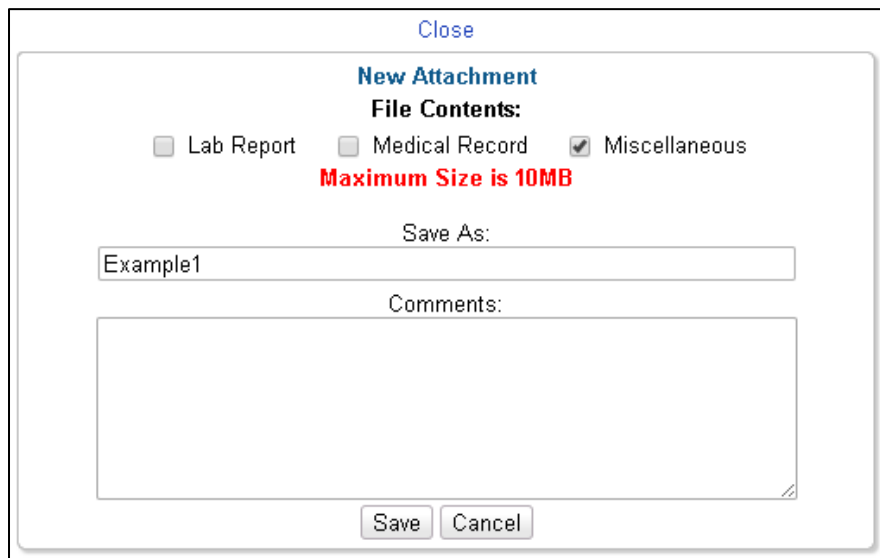 Close
New Attachment
File Contents:
Lab Report Medical Record Miscellaneous
Maximum Size is 10MB
Save As:
Example1
Comments:
Save Cancel